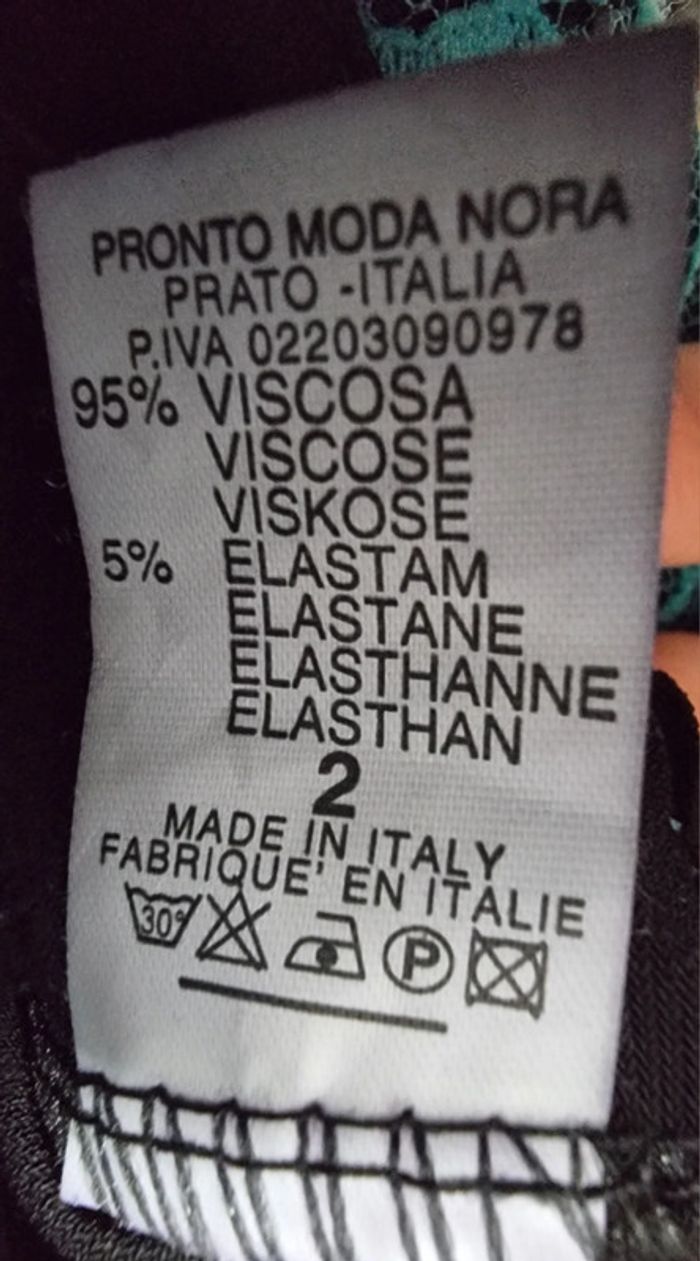 PRONTO MODA NORA
PRATO -ITALIA
P.IVA 02203090978
95% VISCOSA
VISCOSE
VISKOSE
5% ELASTAM
ELASTANE
ELASTHANNE
ELASTHAN
2
MADE IN ITALY
FABRIQUE' EN ITALIE
30° P